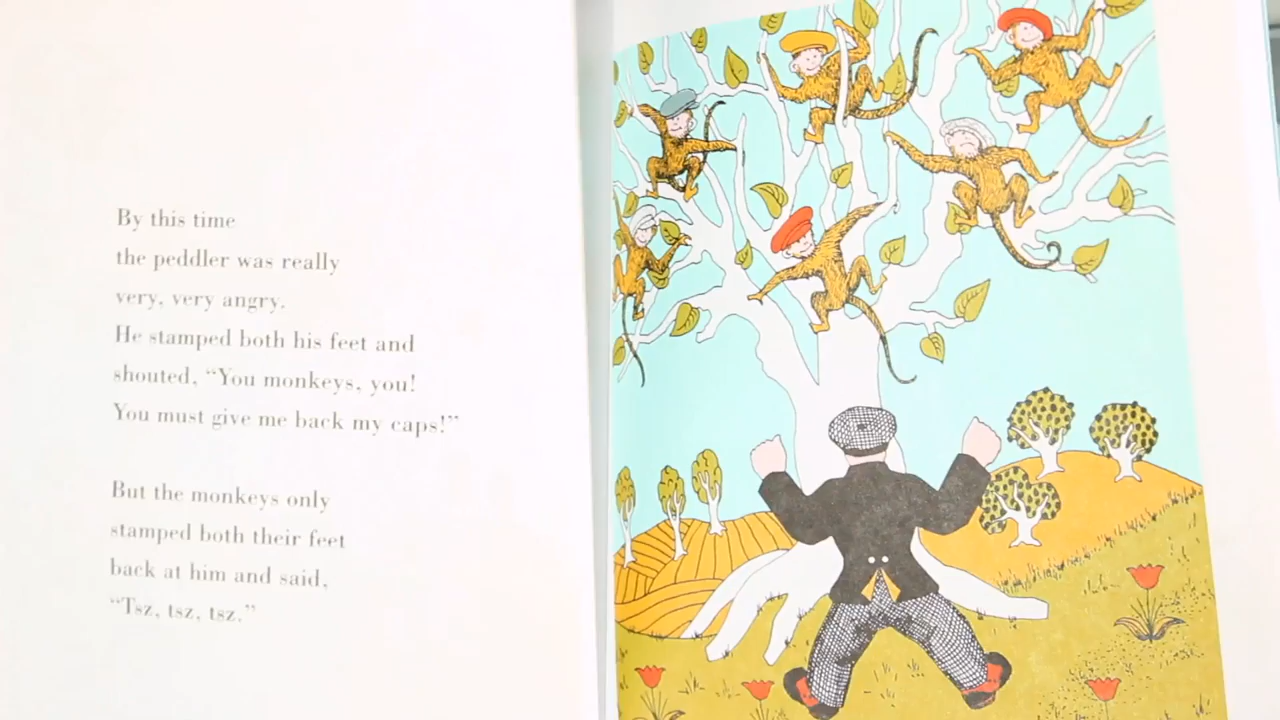 By this time
the peddler was really
very, very angry.
He stamped both his feet and
shouted, “You monkeys, you!
You must give me back my caps!”
But the monkeys only
stamped both their feet
back at him and said,
“Tsz, tsz, tsz.”